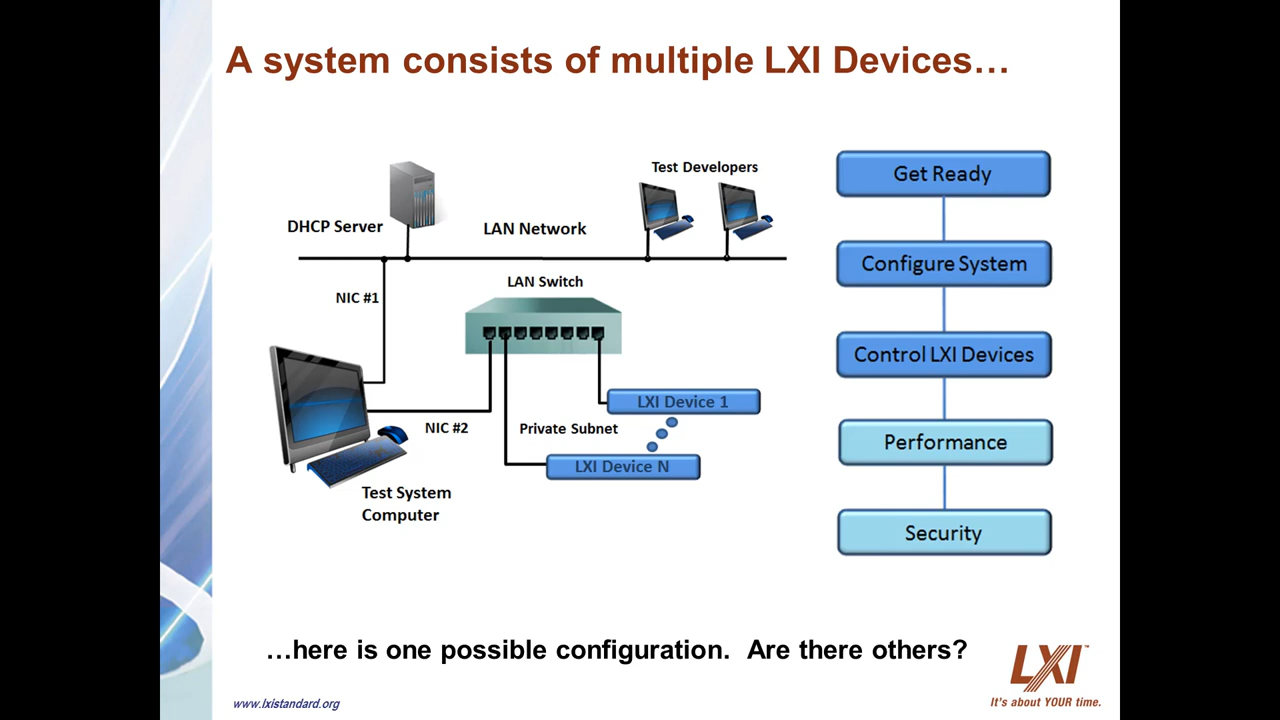 A system consists of multiple LXI Devices…
Test Developers
DHCP Server
LAN Network
LAN Switch
NIC #1
LXI Device 1
NIC #2
Private Subnet
LXI Device N
Test System
Computer
Get Ready
Configure System
Control LXI Devices
Performance
Security
…here is one possible configuration.  Are there others?
LXI™
It's about YOUR time.
www.lxistandard.org